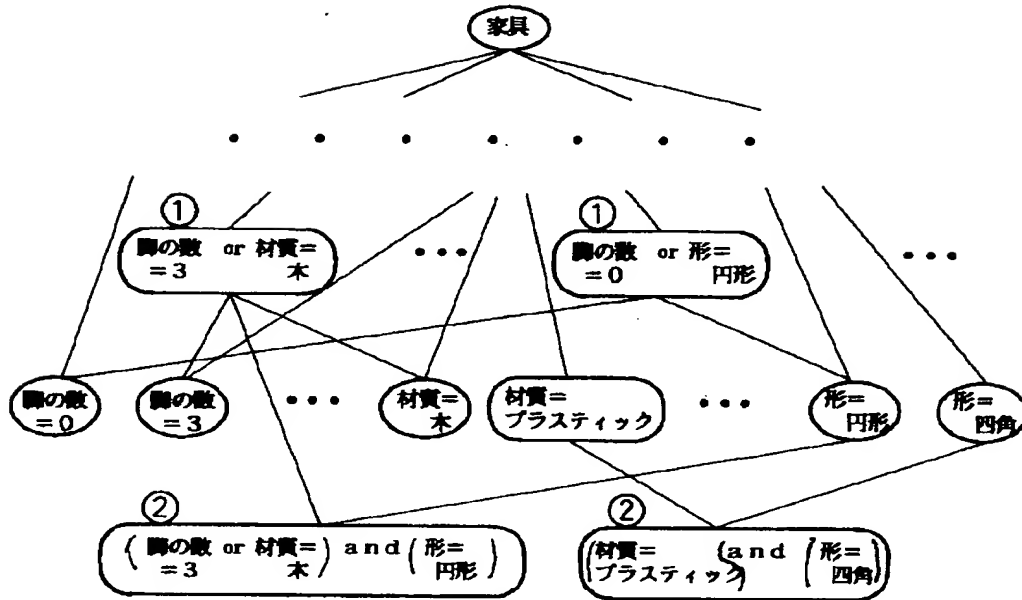 家具
① ①
脚の数 or 材質=
=3 木
脚の数 or 形=
=0 円形
脚の数
=0
脚の数
=3
材質=
木
材質=
プラスティック
形=
円形
形=
四角
② ②
(脚の数 or 材質=) and (形=)
=3 木 円形
(材質= (and (形=)
プラスティック) 四角